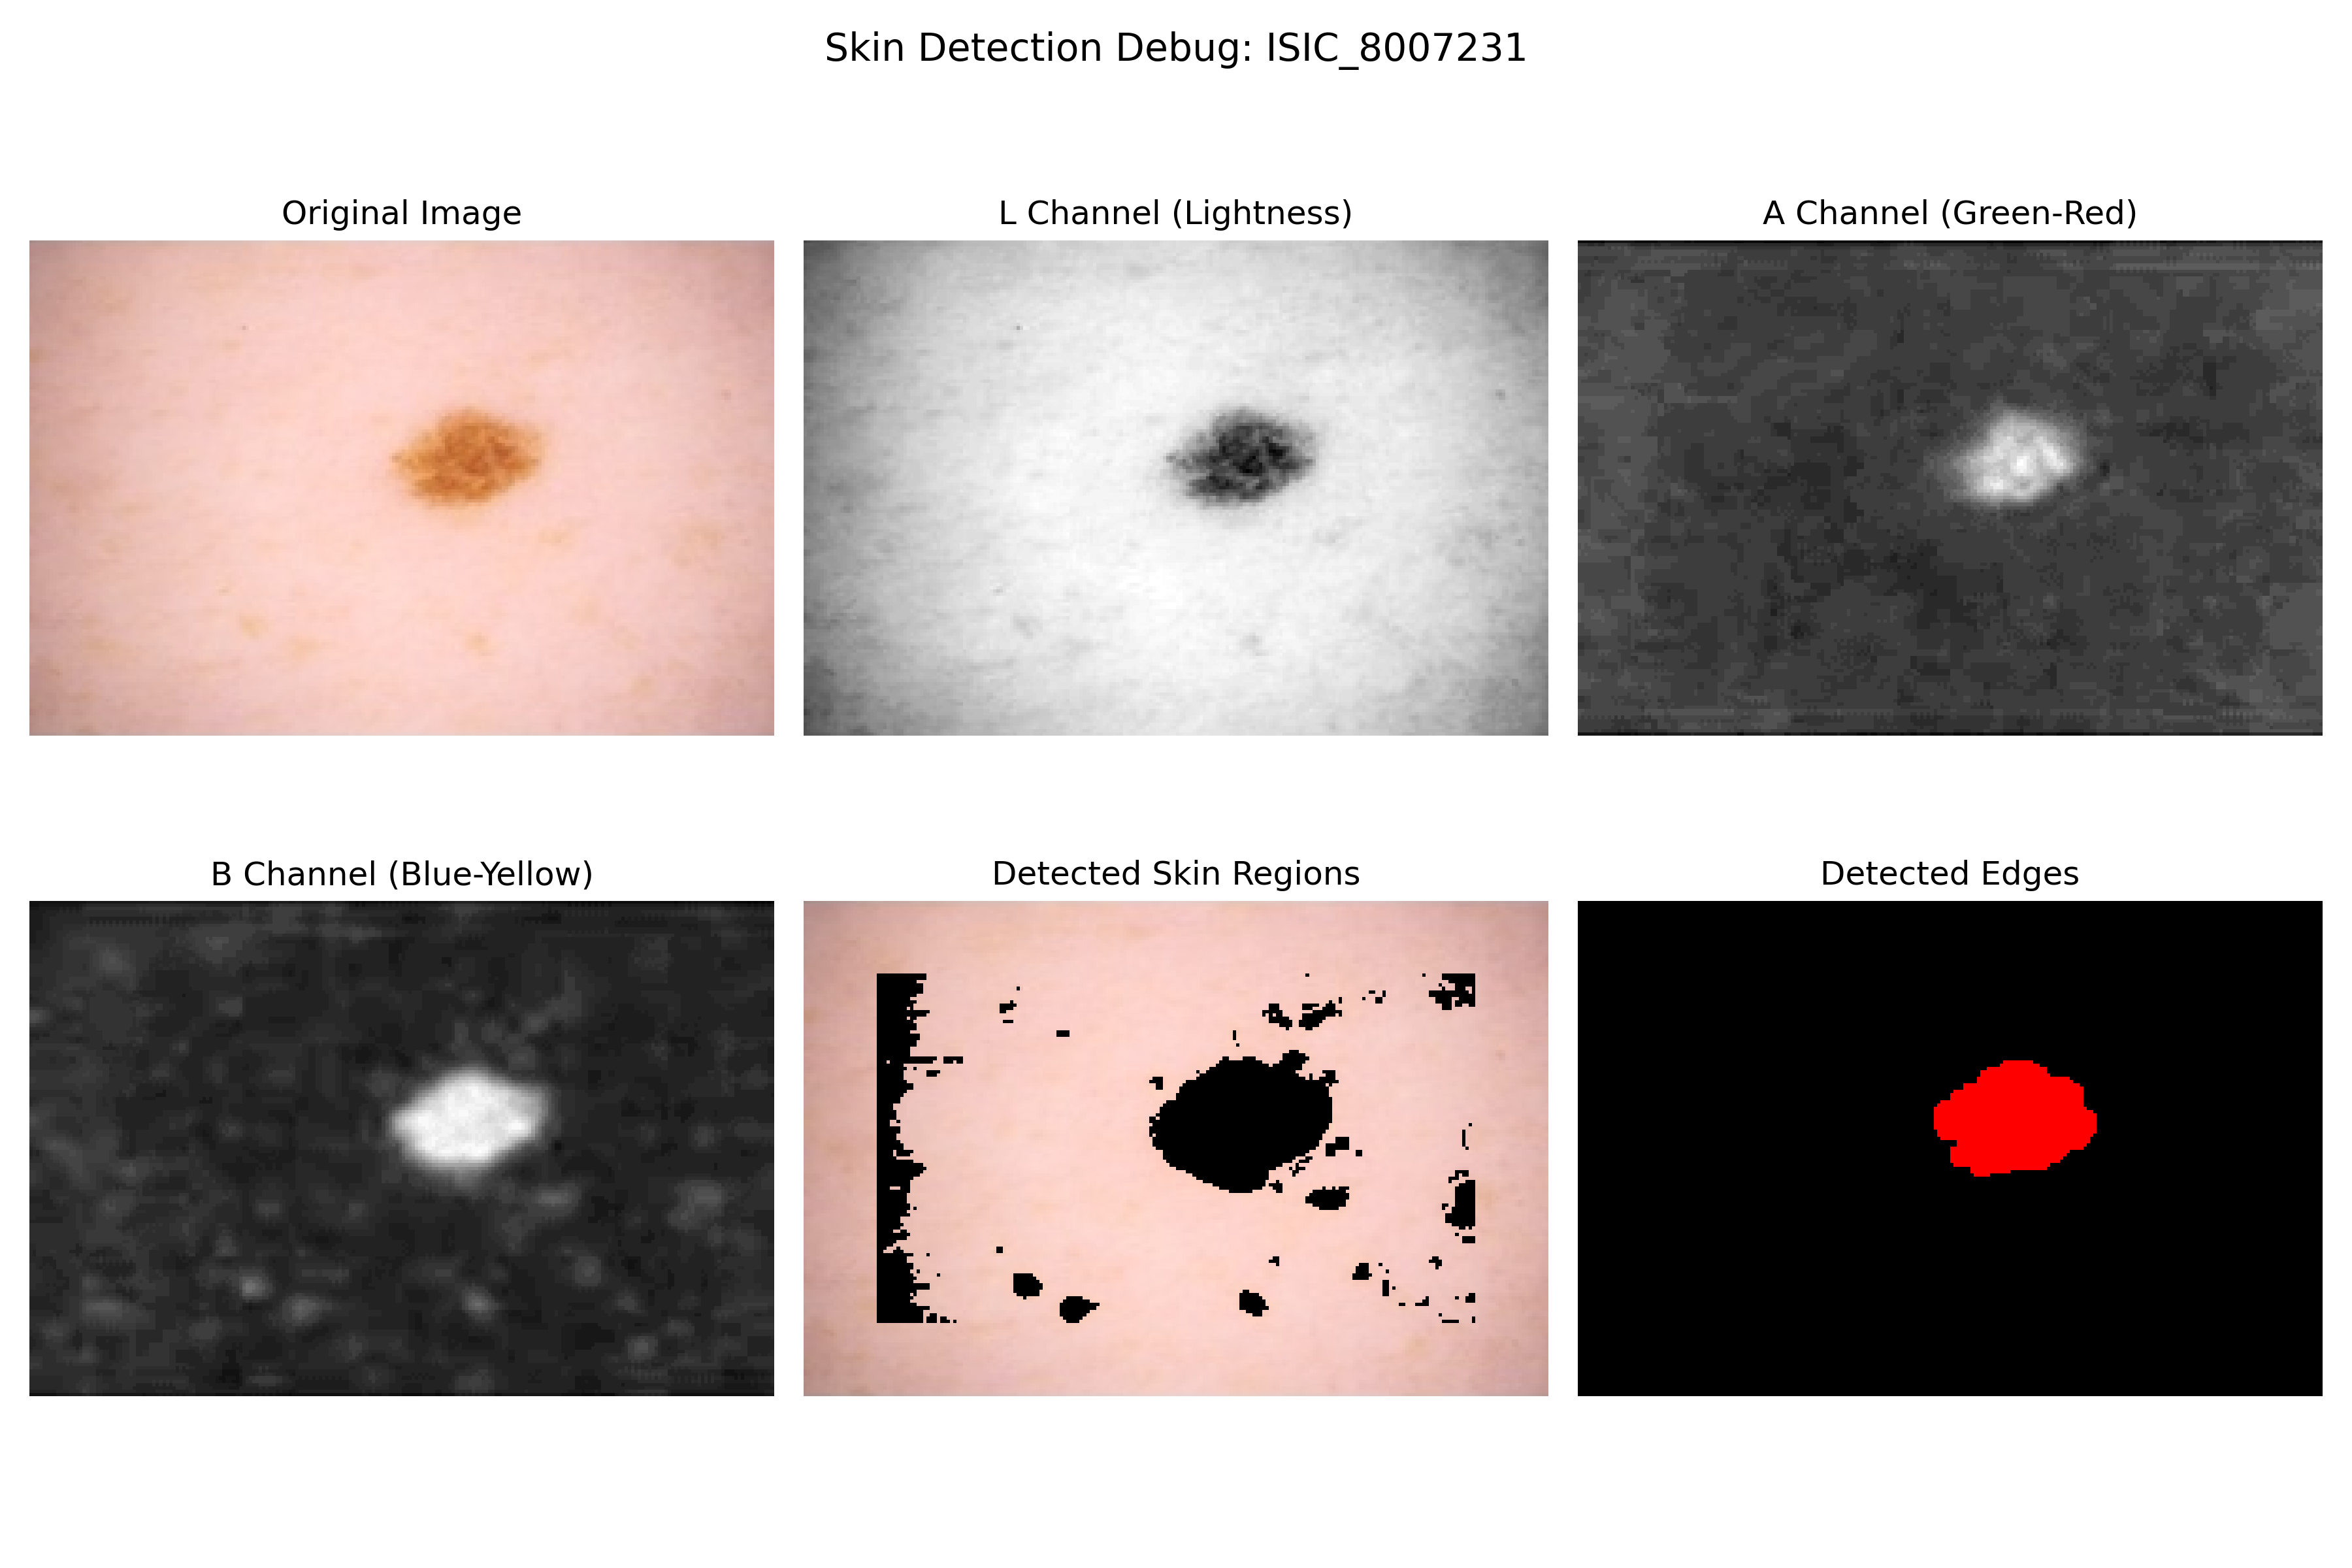 Skin Detection Debug: ISIC_8007231
Original Image
L Channel (Lightness)
A Channel (Green-Red)
B Channel (Blue-Yellow)
Detected Skin Regions
Detected Edges